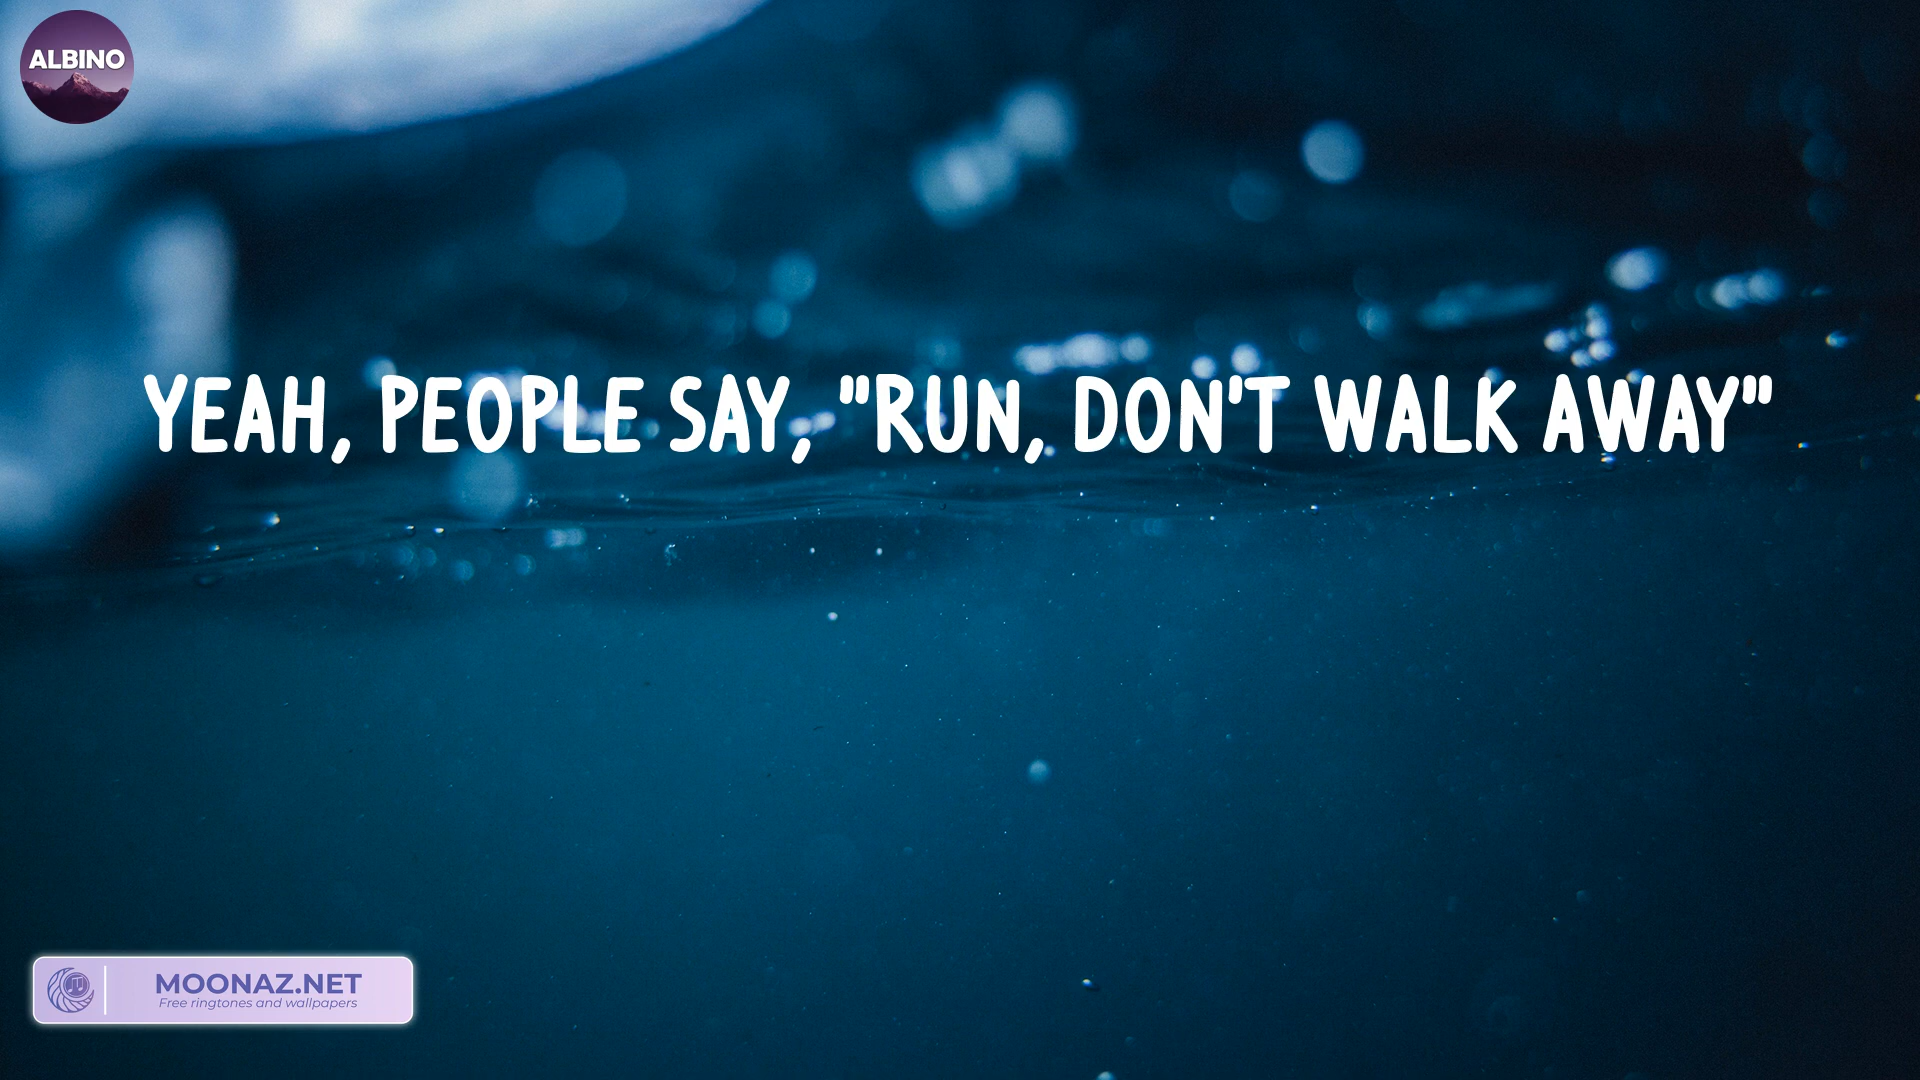 ALBINO
YEAH, PEOPLE SAY, "RUN, DON'T WALK AWAY"
MOONAZ.NET
Free ringtones and wallpapers